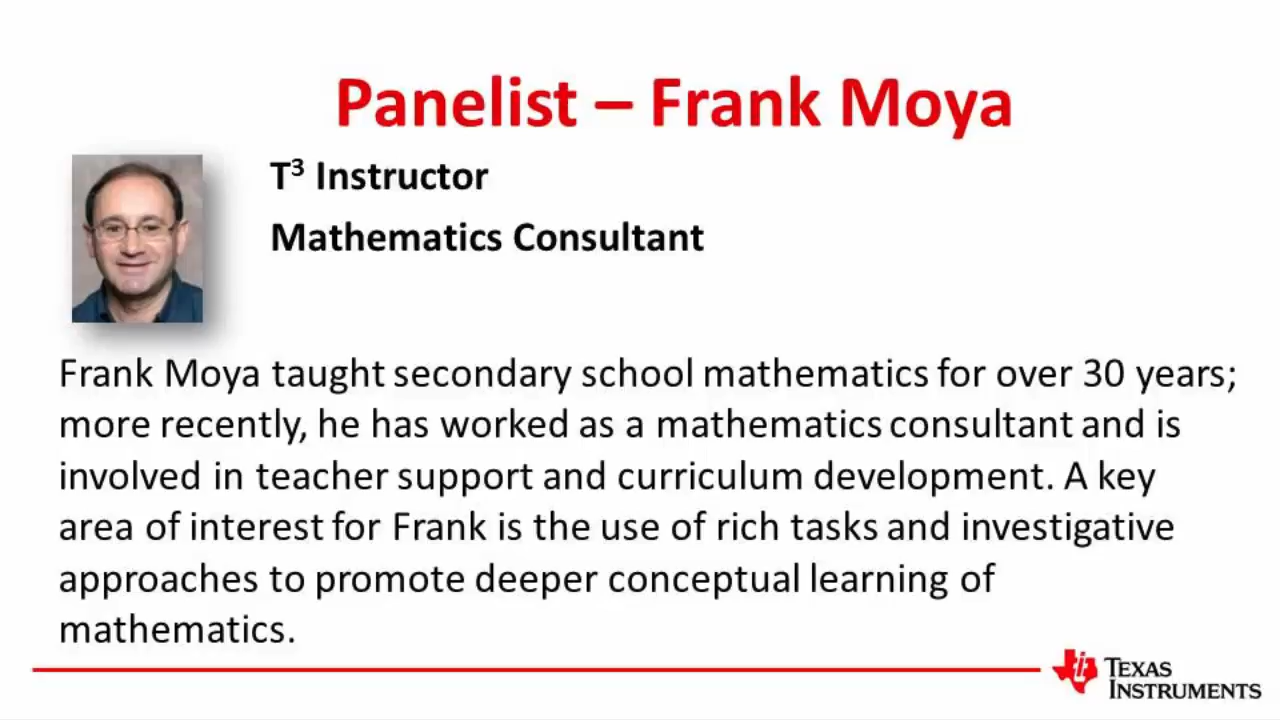 Panelist – Frank Moya
T³ Instructor
Mathematics Consultant
Frank Moya taught secondary school mathematics for over 30 years;
more recently, he has worked as a mathematics consultant and is
involved in teacher support and curriculum development. A key
area of interest for Frank is the use of rich tasks and investigative
approaches to promote deeper conceptual learning of
mathematics.
TEXAS
INSTRUMENTS